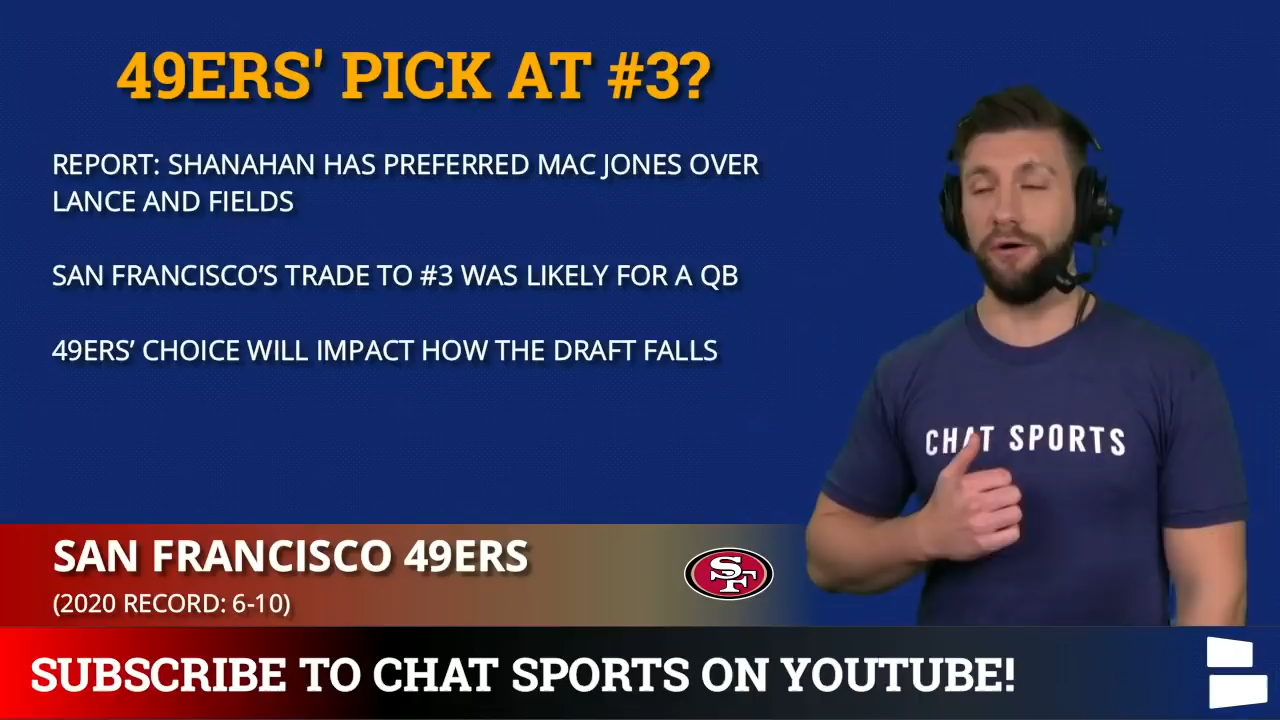 49ERS' PICK AT #3?
REPORT: SHANAHAN HAS PREFERRED MAC JONES OVER
LANCE AND FIELDS
SAN FRANCISCO’S TRADE TO #3 WAS LIKELY FOR A QB
49ERS’ CHOICE WILL IMPACT HOW THE DRAFT FALLS
CHAT SPORTS
SAN FRANCISCO 49ERS
SF
(2020 RECORD: 6-10)
SUBSCRIBE TO CHAT SPORTS ON YOUTUBE!